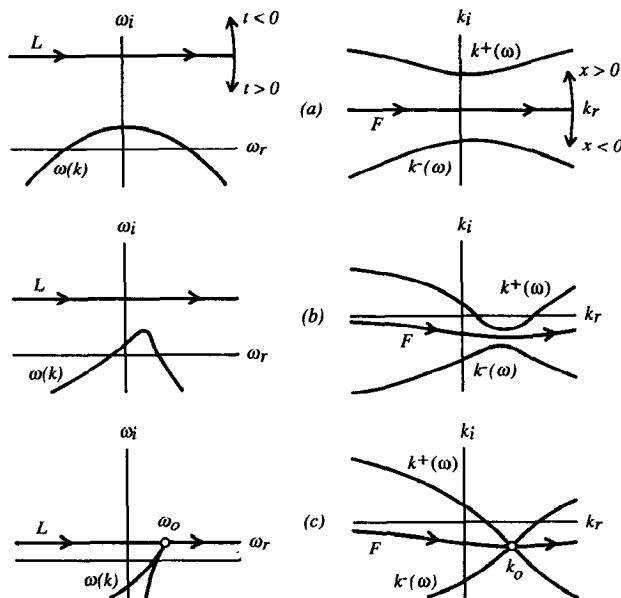 ωi
t < 0
L
t > 0
ωr
ω(k)
ki
k+(ω)
x > 0
(a)
kr
F
x < 0
k-(ω)
ωi
L
ωr
ω(k)
ki
k+(ω)
(b)
kr
F
k-(ω)
ωi
ωo
L
ωr
ω(k)
ki
k+(ω)
(c)
kr
F
ko
k-(ω)